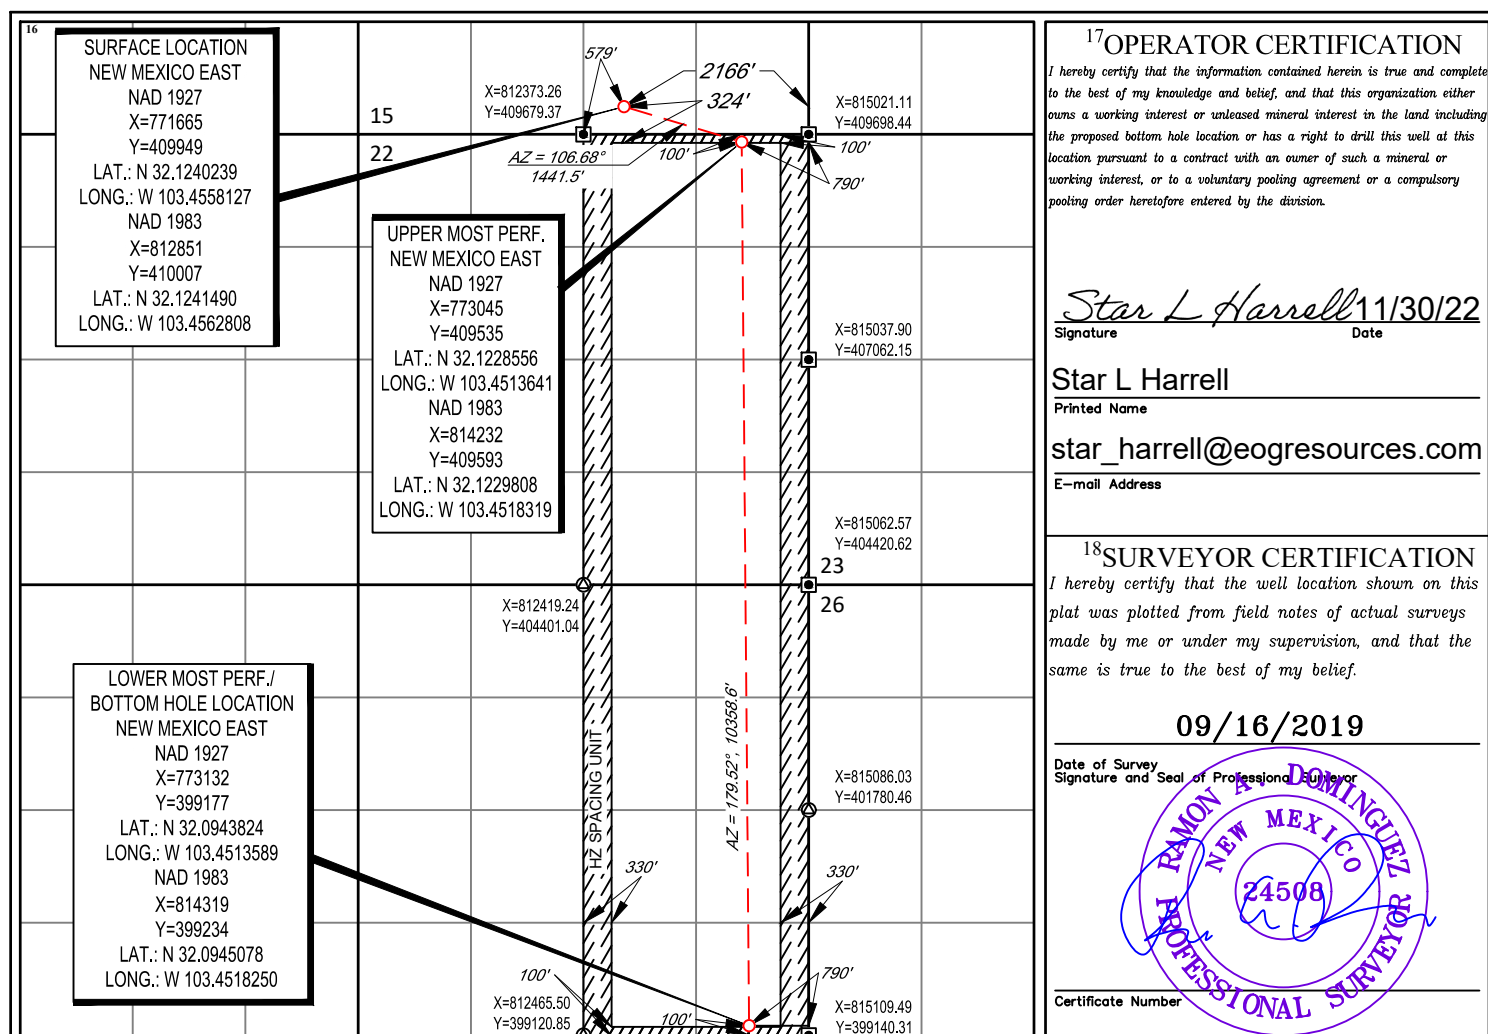 16
SURFACE LOCATION
NEW MEXICO EAST
NAD 1927
X=771665
Y=409949
LAT.: N 32.1240239
LONG.: W 103.4558127
NAD 1983
X=812851
Y=410007
LAT.: N 32.1241490
LONG.: W 103.4562808
15
22
X=812373.26
Y=409679.37
579'
2166'
324'
X=815021.11
Y=409698.44
AZ = 106.68°
1441.5'
100'
100'
790'
UPPER MOST PERF.
NEW MEXICO EAST
NAD 1927
X=773045
Y=409535
LAT.: N 32.1228556
LONG.: W 103.4513641
NAD 1983
X=814232
Y=409593
LAT.: N 32.1229808
LONG.: W 103.4518319
X=815037.90
Y=407062.15
X=815062.57
Y=404420.62
23
26
X=812419.24
Y=404401.04
LOWER MOST PERF./
BOTTOM HOLE LOCATION
NEW MEXICO EAST
NAD 1927
X=773132
Y=399177
LAT.: N 32.0943824
LONG.: W 103.4513589
NAD 1983
X=814319
Y=399234
LAT.: N 32.0945078
LONG.: W 103.4518250
HZ SPACING UNIT
AZ = 179.52°, 10358.6'
X=815086.03
Y=401780.46
330'
330'
100'
790'
X=812465.50
Y=399120.85
100'
X=815109.49
Y=399140.31
17OPERATOR CERTIFICATION
I hereby certify that the information contained herein is true and complete
to the best of my knowledge and belief, and that this organization either
owns a working interest or unleased mineral interest in the land including
the proposed bottom hole location or has a right to drill this well at this
location pursuant to a contract with an owner of such a mineral or
working interest, or to a voluntary pooling agreement or a compulsory
pooling order heretofore entered by the division.
Star L Harrell 11/30/22
Signature Date
Star L Harrell
Printed Name
star_harrell@eogresources.com
E-mail Address
18SURVEYOR CERTIFICATION
I hereby certify that the well location shown on this
plat was plotted from field notes of actual surveys
made by me or under my supervision, and that the
same is true to the best of my belief.
09/16/2019
Date of Survey
Signature and Seal of Professional Surveyor
RAMON A. DOMINGUEZ
NEW MEXICO
24508
PROFESSIONAL SURVEYOR
Certificate Number